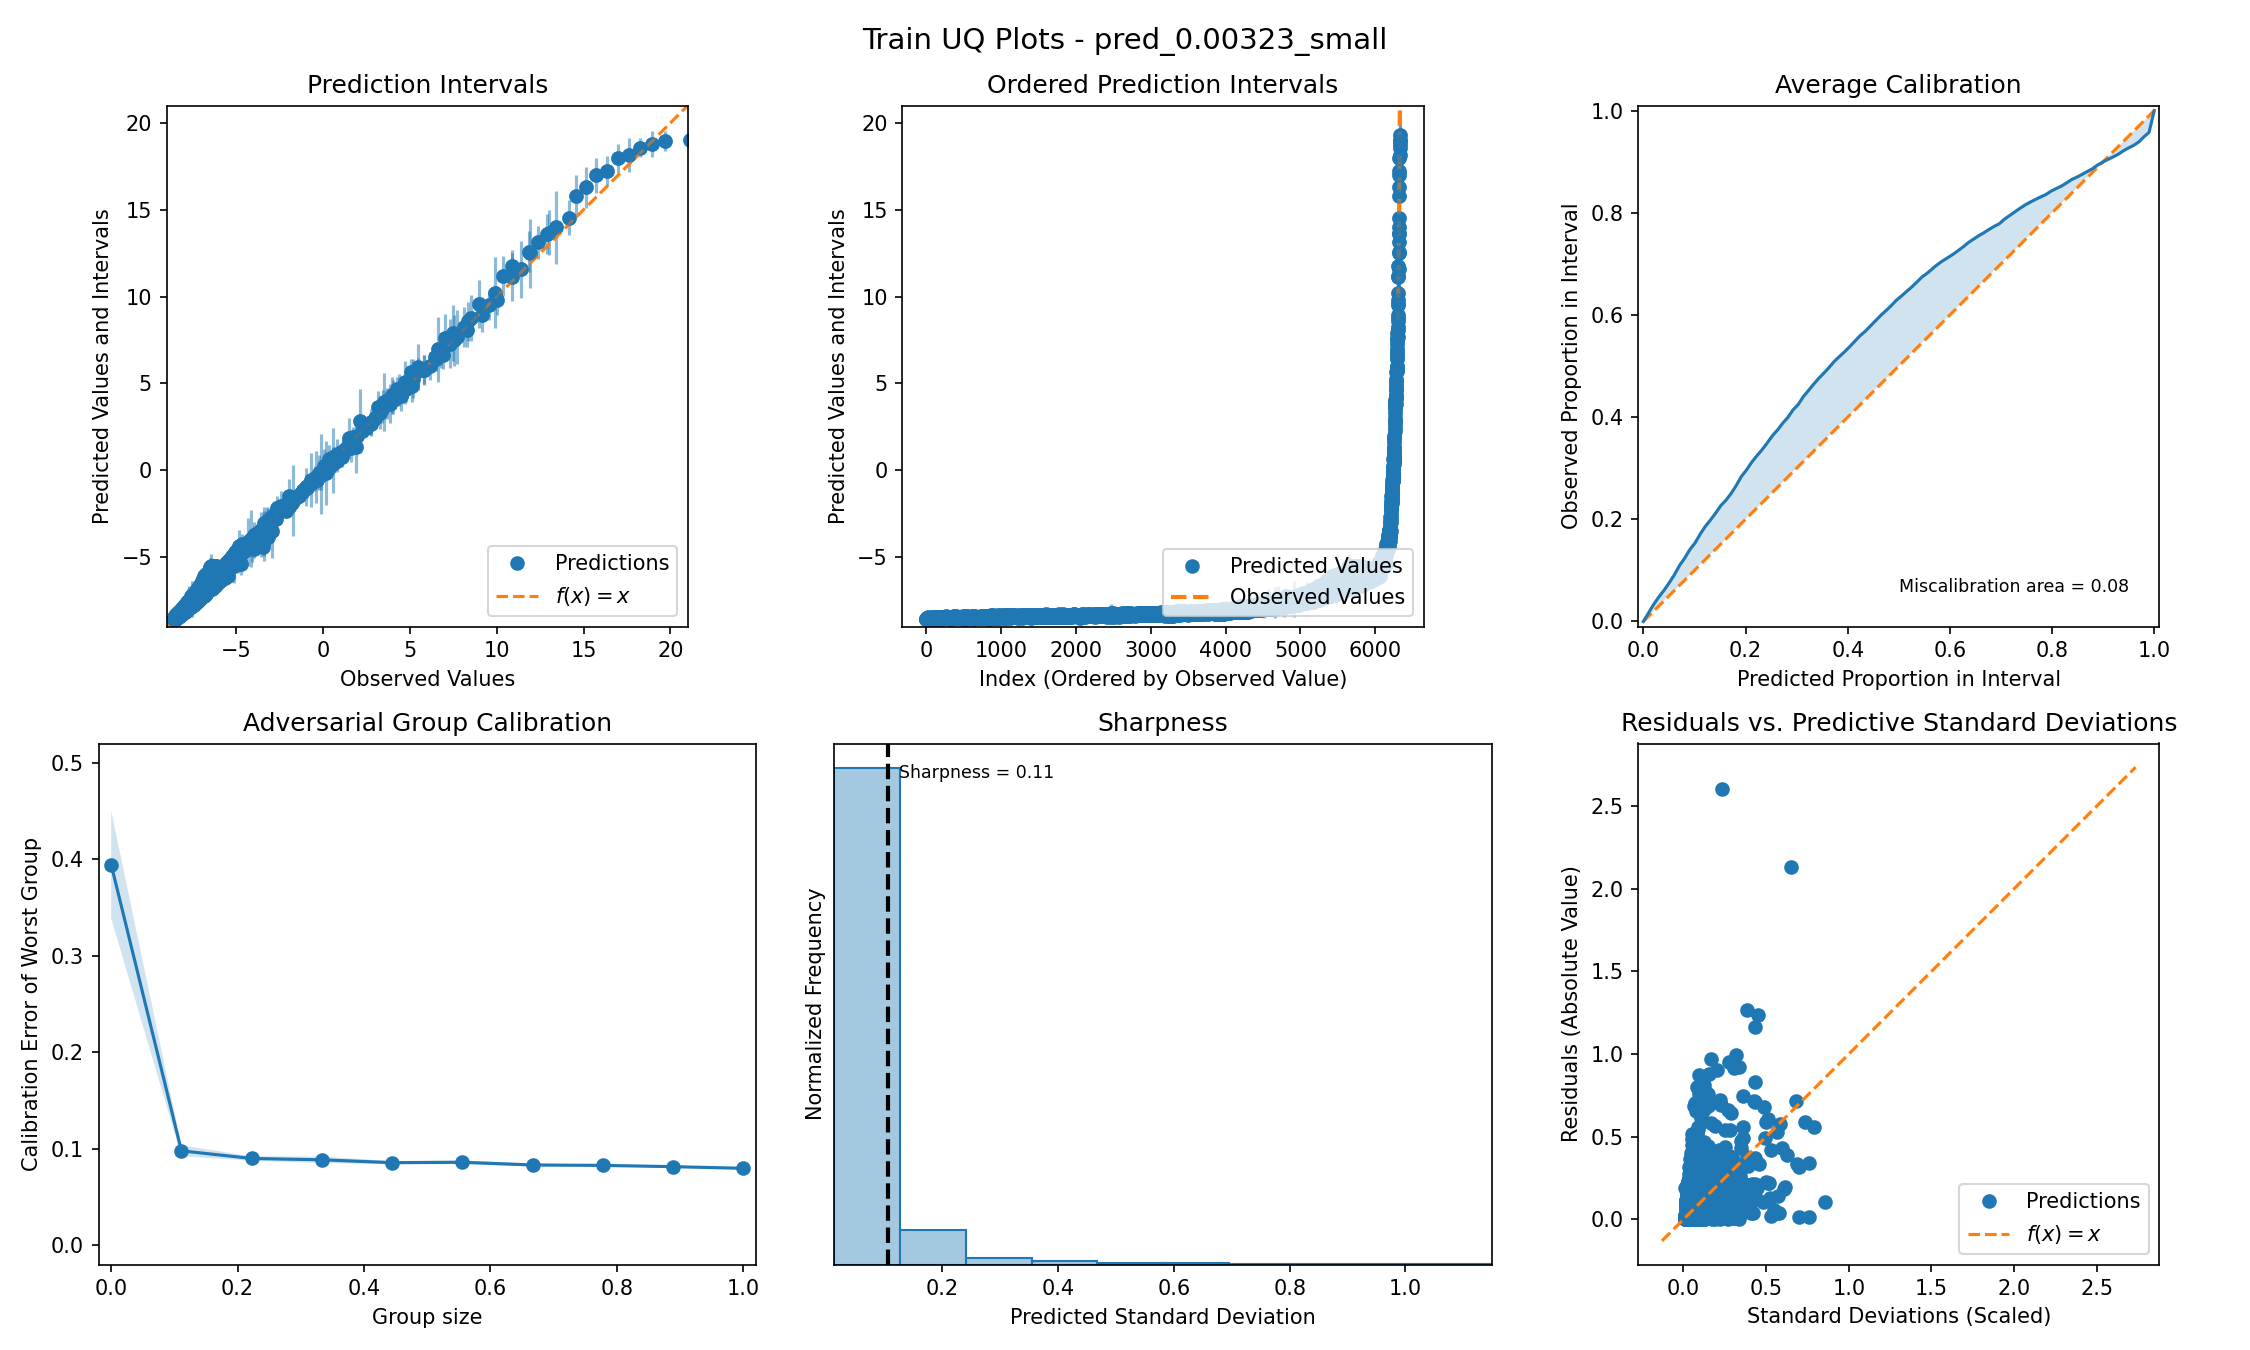 Train UQ Plots - pred_0.00323_small
Prediction Intervals
20
15
10
5
0
−5
Predicted Values and Intervals
Predictions
f(x) = x
−5
0
5
10
15
20
Observed Values
Ordered Prediction Intervals
20
15
10
5
0
−5
Predicted Values and Intervals
Predicted Values
Observed Values
0
1000
2000
3000
4000
5000
6000
Index (Ordered by Observed Value)
Average Calibration
1.0
0.8
0.6
0.4
0.2
0.0
Observed Proportion in Interval
Miscalibration area = 0.08
0.0
0.2
0.4
0.6
0.8
1.0
Predicted Proportion in Interval
Adversarial Group Calibration
0.5
0.4
0.3
0.2
0.1
0.0
Calibration Error of Worst Group
0.0
0.2
0.4
0.6
0.8
1.0
Group size
Sharpness
Sharpness = 0.11
Normalized Frequency
0.2
0.4
0.6
0.8
1.0
Predicted Standard Deviation
Residuals vs. Predictive Standard Deviations
2.5
2.0
1.5
1.0
0.5
0.0
Residuals (Absolute Value)
Predictions
f(x) = x
0.0
0.5
1.0
1.5
2.0
2.5
Standard Deviations (Scaled)